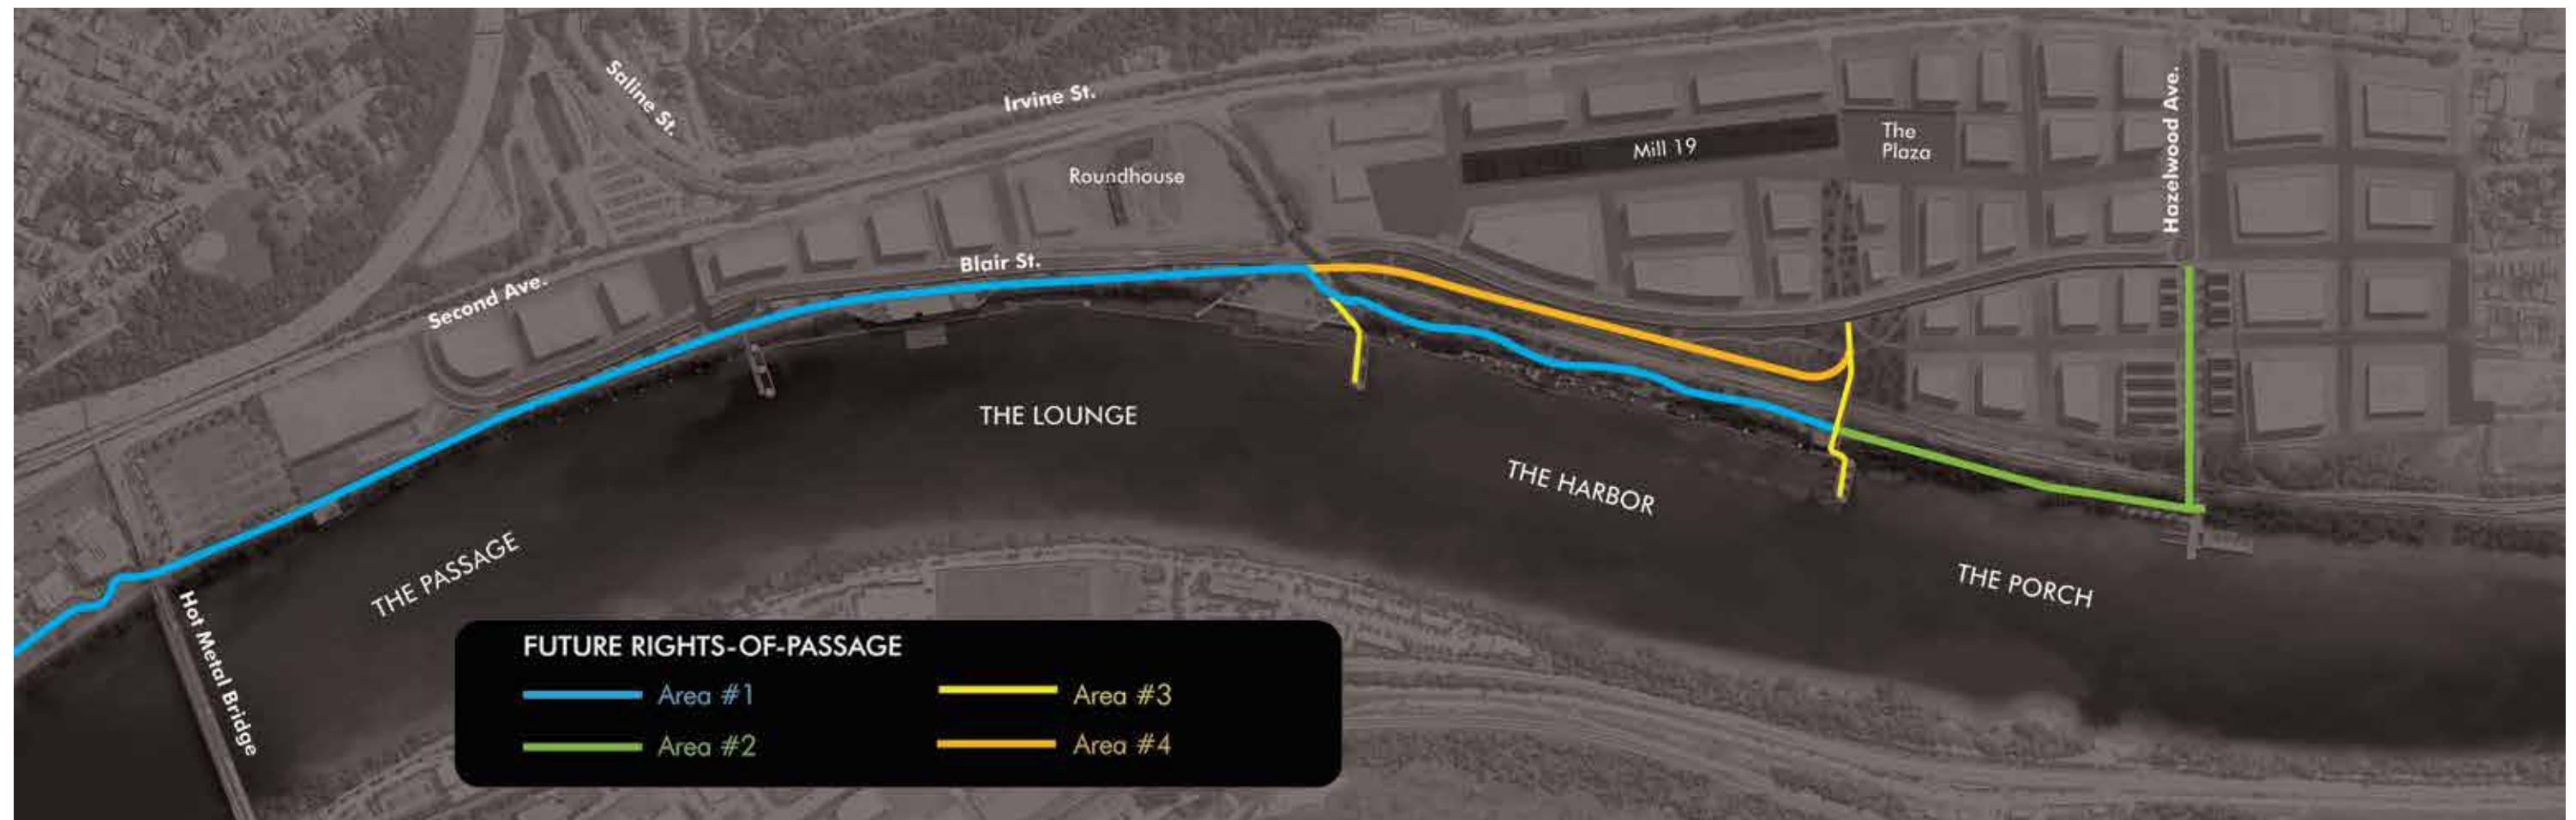 Saline St.
Irvine St.
Hazelwood Ave.
The
Plaza
Mill 19
Roundhouse
Blair St.
Second Ave.
THE LOUNGE
THE HARBOR
THE PASSAGE
THE PORCH
Hot Metal Bridge
FUTURE RIGHTS-OF-PASSAGE
Area #1
Area #3
Area #2
Area #4